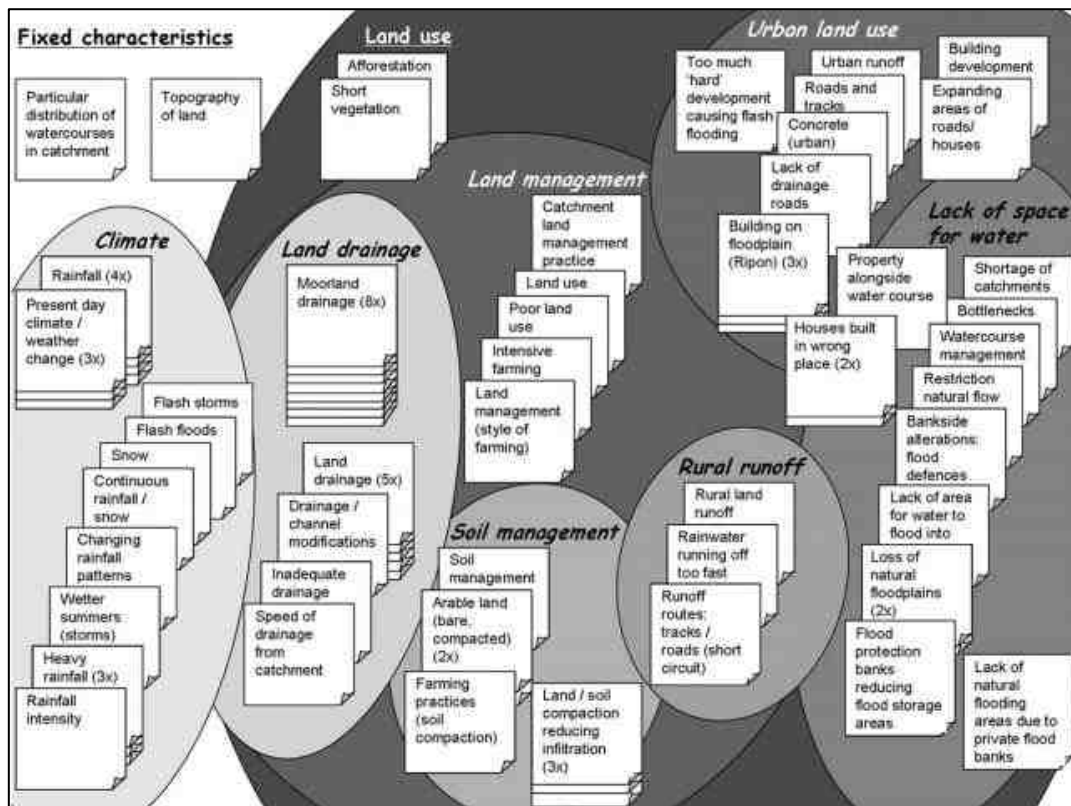 Fixed characteristics
Particular
distribution of
watercourses
in catchment
Topography
of land
Land use
Afforestation
Short
vegetation
Urban land use
Too much
'hard'
development
causing flash
flooding
Urban runoff
Roads and
tracks
Concrete
(urban)
Lack of
drainage
roads
Building on
floodplain
(Ripon) (3x)
Building
development
Expanding
areas of
roads/
houses
Land management
Catchment
land
management
practice
Land use
Poor land
use
Intensive
farming
Land
management
(style of
farming)
Lack of space
for water
Property
alongside
water course
Houses built
in wrong
place (2x)
Shortage of
catchments
Bottlenecks
Watercourse
management
Restriction
natural flow
Bankside
alterations:
flood
defences
Lack of area
for water to
flood into
Loss of
natural
floodplains
(2x)
Flood
protection
banks
reducing
flood storage
areas
Lack of
natural
flooding
areas due to
private flood
banks
Climate
Rainfall (4x)
Present day
climate /
weather
change (3x)
Flash storms
Flash floods
Snow
Continuous
rainfall /
snow
Changing
rainfall
patterns
Wetter
summers
(storms)
Heavy
rainfall (3x)
Rainfall
intensity
Land drainage
Moorland
drainage (8x)
Land
drainage (5x)
Drainage /
channel
modifications
Inadequate
drainage
Speed of
drainage
from
catchment
Soil management
Soil
management
Arable land
(bare,
compacted)
(2x)
Farming
practices
(soil
compaction)
Land / soil
compaction
reducing
infiltration
(3x)
Rural runoff
Rural land
runoff
Rainwater
running off
too fast
Runoff
routes:
tracks /
roads (short
circuit)